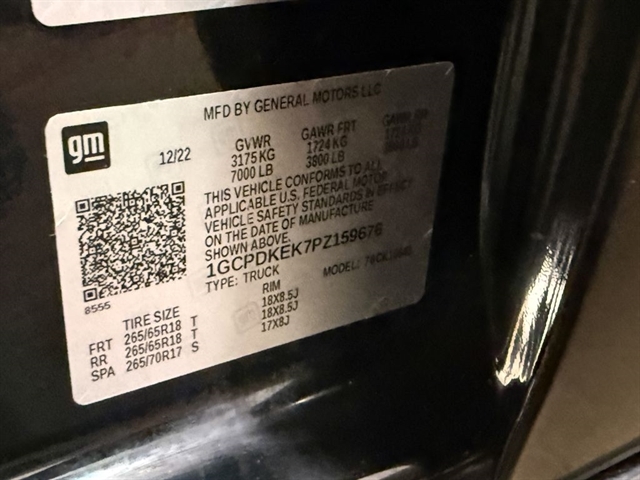 MFD BY GENERAL MOTORS LLC
gm
12/22
GVWR GAWR FRT GAWR RR
3175 KG 1724 KG
7000 LB 3800 LB
THIS VEHICLE CONFORMS TO ALL
APPLICABLE U.S. FEDERAL MOTOR
VEHICLE SAFETY STANDARDS IN EFFECT
ON THE DATE OF MANUFACTURE
SHOWN ABOVE.
1GCPDKEK7PZ159676
TYPE: TRUCK MODEL:
8555
TIRE SIZE RIM
FRT 265/65R18 T 18X8.5J
RR 265/65R18 T 18X8.5J
SPA 265/70R17 S 17X8J